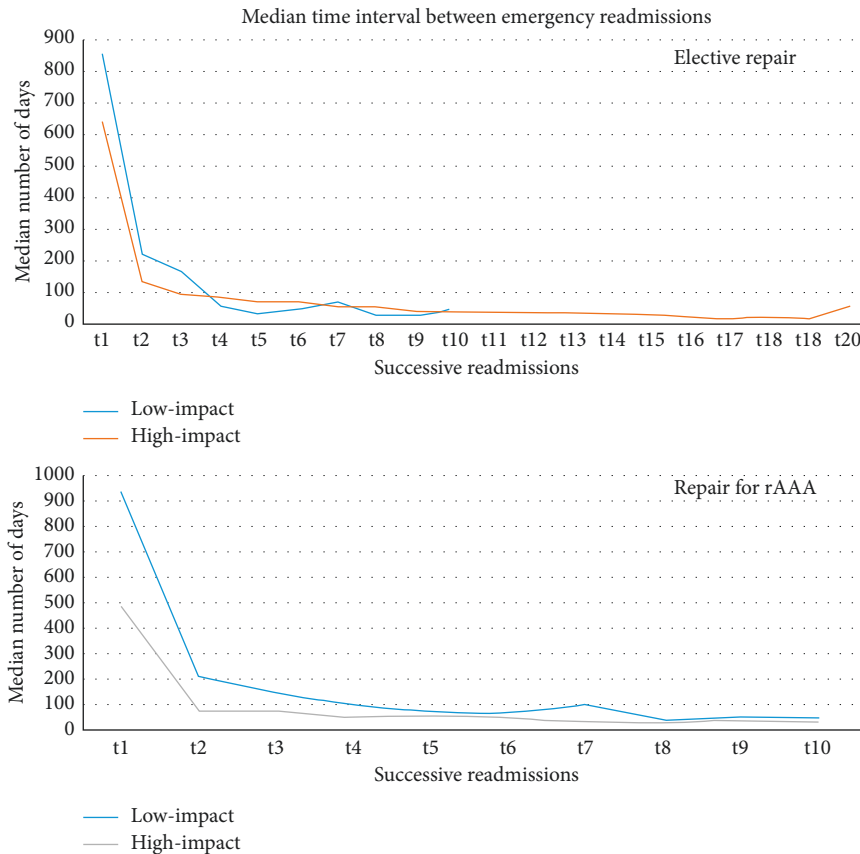 Median time interval between emergency readmissions
Elective repair
Median number of days
900
800
700
600
500
400
300
200
100
0
t1 t2 t3 t4 t5 t6 t7 t8 t9 t10 t11 t12 t13 t14 t15 t16 t17 t18 t18 t20
Successive readmissions
Low-impact
High-impact
Repair for rAAA
Median number of days
1000
900
800
700
600
500
400
300
200
100
0
t1 t2 t3 t4 t5 t6 t7 t8 t9 t10
Successive readmissions
Low-impact
High-impact